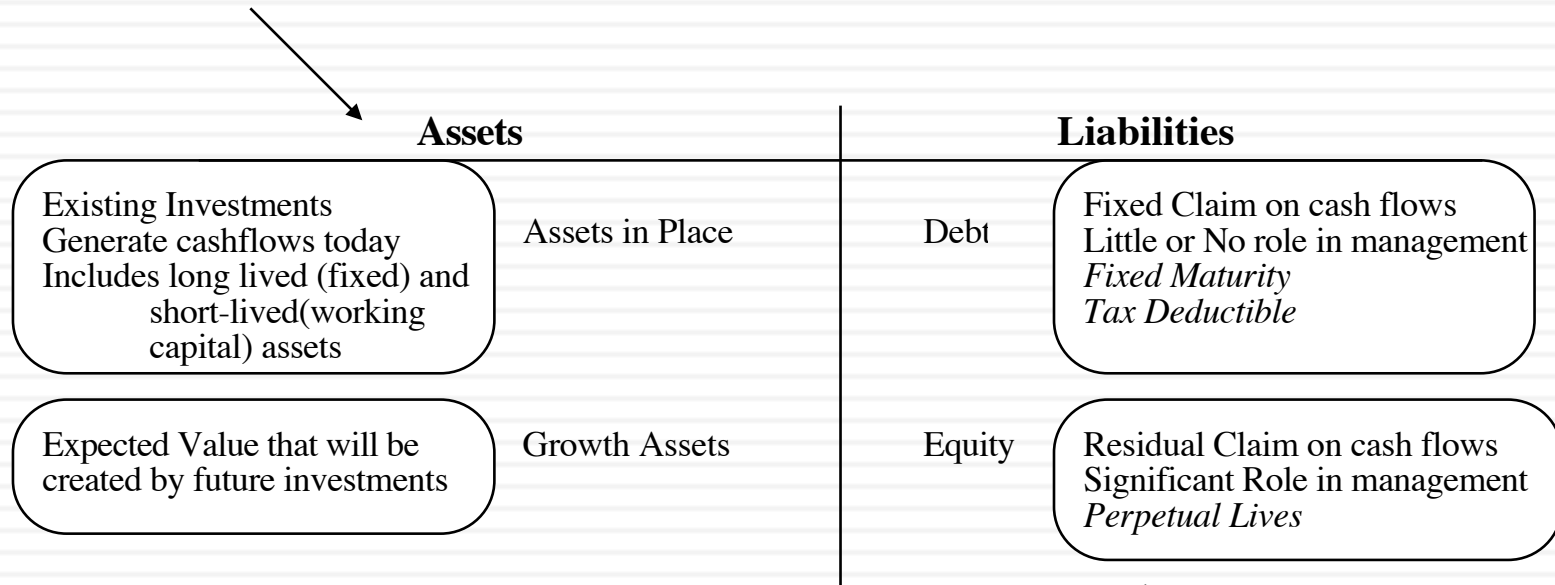 Assets
Liabilities
Existing Investments
Generate cashflows today
Includes long lived (fixed) and
short-lived(working
capital) assets
Assets in Place
Debt
Fixed Claim on cash flows
Little or No role in management
Fixed Maturity
Tax Deductible
Expected Value that will be
created by future investments
Growth Assets
Equity
Residual Claim on cash flows
Significant Role in management
Perpetual Lives